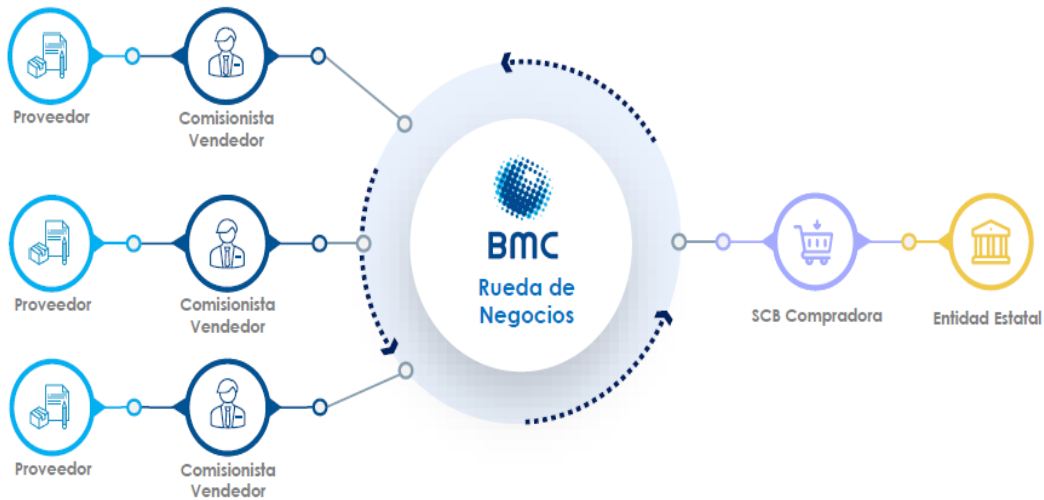 Proveedor
Comisionista
Vendedor
Proveedor
Comisionista
Vendedor
Proveedor
Comisionista
Vendedor
BMC
Rueda de
Negocios
SCB Compradora
Entidad Estatal